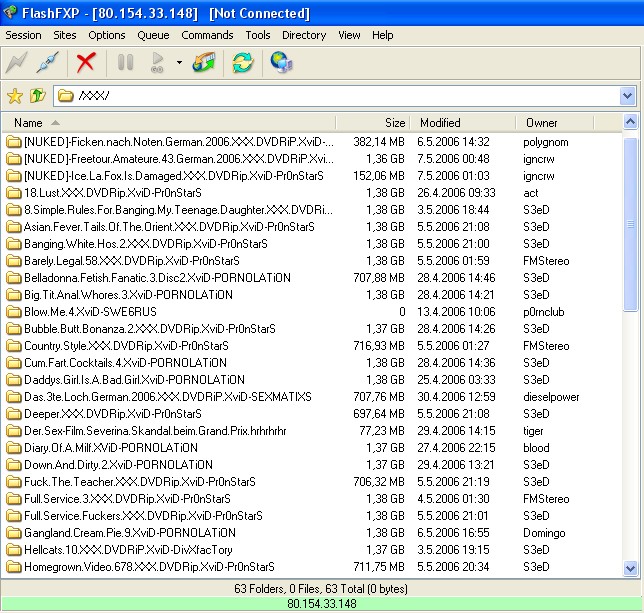 FlashFXP - [80.154.33.148]   [Not Connected]
Session Sites Options Queue Commands Tools Directory View Help
/XXX/
Name Size Modified Owner
[NUKED]-Ficken.nach.Noten.German.2006.XXX.DVDRiP.XviD-... 382,14 MB 6.5.2006 14:32 polygnom
[NUKED]-Freetour.Amateure.43.German.2006.XXX.DVDRiP.Xvi... 1,36 GB 7.5.2006 00:48 igncrw
[NUKED]-Ice.La.Fox.Is.Damaged.XXX.DVDRip.XviD-Pr0nStarS 152,06 MB 7.5.2006 01:03 igncrw
18.Lust.XXX.DVDRip.XviD-Pr0nStarS 1,38 GB 26.4.2006 09:33 act
8.Simple.Rules.For.Banging.My.Teenage.Daughter.XXX.DVDRi... 1,38 GB 3.5.2006 18:44 S3eD
Asian.Fever.Tails.Of.The.Orient.XXX.DVDRip.XviD-Pr0nStarS 1,38 GB 5.5.2006 21:08 S3eD
Banging.White.Hos.2.XXX.DVDRip.XviD-Pr0nStarS 1,38 GB 5.5.2006 21:00 S3eD
Barely.Legal.58.XXX.DVDRip.XviD-Pr0nStarS 1,38 GB 5.5.2006 01:59 FMStereo
Belladonna.Fetish.Fanatic.3.Disc2.XviD-PORNOLATiON 707,88 MB 28.4.2006 14:46 S3eD
Big.Tit.Anal.Whores.3.XviD-PORNOLATiON 1,38 GB 28.4.2006 14:21 S3eD
Blow.Me.4.XviD-SWE6RUS 0 13.4.2006 10:06 p0rnclub
Bubble.Butt.Bonanza.2.XXX.DVDRip.XviD-Pr0nStarS 1,37 GB 28.4.2006 14:26 S3eD
Country.Style.XXX.DVDRip.XviD-Pr0nStarS 716,93 MB 5.5.2006 01:27 FMStereo
Cum.Fart.Cocktails.4.XviD-PORNOLATiON 1,38 GB 28.4.2006 14:36 S3eD
Daddys.Girl.Is.A.Bad.Girl.XviD-PORNOLATiON 1,38 GB 25.4.2006 03:33 S3eD
Das.3te.Loch.German.2006.XXX.DVDRiP.XviD-SEXMATIXS 707,76 MB 30.4.2006 12:59 dieselpower
Deeper.XXX.DVDRip.XviD-Pr0nStarS 697,64 MB 5.5.2006 21:08 S3eD
Der.Sex-Film.Severina.Skandal.beim.Grand.Prix.hrhrhrhr 77,23 MB 29.4.2006 14:15 tiger
Diary.Of.A.Milf.XViD-PORNOLATiON 1,37 GB 27.4.2006 22:15 blood
Down.And.Dirty.2.XviD-PORNOLATiON 1,37 GB 29.4.2006 13:21 S3eD
Fuck.The.Teacher.XXX.DVDRip.XviD-Pr0nStarS 706,32 MB 5.5.2006 21:19 S3eD
Full.Service.3.XXX.DVDRip.XviD-Pr0nStarS 1,37 GB 4.5.2006 01:30 FMStereo
Full.Service.Fuckers.XXX.DVDRip.XviD-Pr0nStarS 1,37 GB 5.5.2006 21:01 S3eD
Gangland.Cream.Pie.9.XviD-PORNOLATiON 1,37 GB 6.5.2006 16:55 Domingo
Hellcats.10.XXX.DVDRiP.XviD-DivXfacTory 1,37 GB 3.5.2006 19:15 S3eD
Homegrown.Video.678.XXX.DVDRip.XviD-Pr0nStarS 711,75 MB 5.5.2006 20:34 S3eD
63 Folders, 0 Files, 63 Total (0 bytes)
80.154.33.148